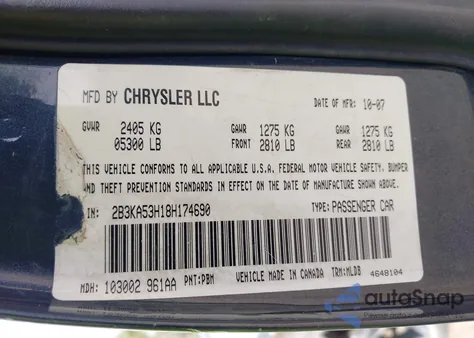 MFD BY CHRYSLER LLC DATE OF MFR: 10-07
GVWR 2405 KG GAWR 1275 KG GAWR 1275 KG
05300 LB FRONT 2810 LB REAR 2810 LB
THIS VEHICLE CONFORMS TO ALL APPLICABLE U.S.A. FEDERAL MOTOR VEHICLE SAFETY, BUMPER
AND THEFT PREVENTION STANDARDS IN EFFECT ON THE DATE OF MANUFACTURE SHOWN ABOVE.
IN: 2B3KA53H18H174690 TYPE: PASSENGER CAR
MDH: 103002 961AA PNT: PBM VEHICLE MADE IN CANADA TRM: MLDB 4648104
autoSnap